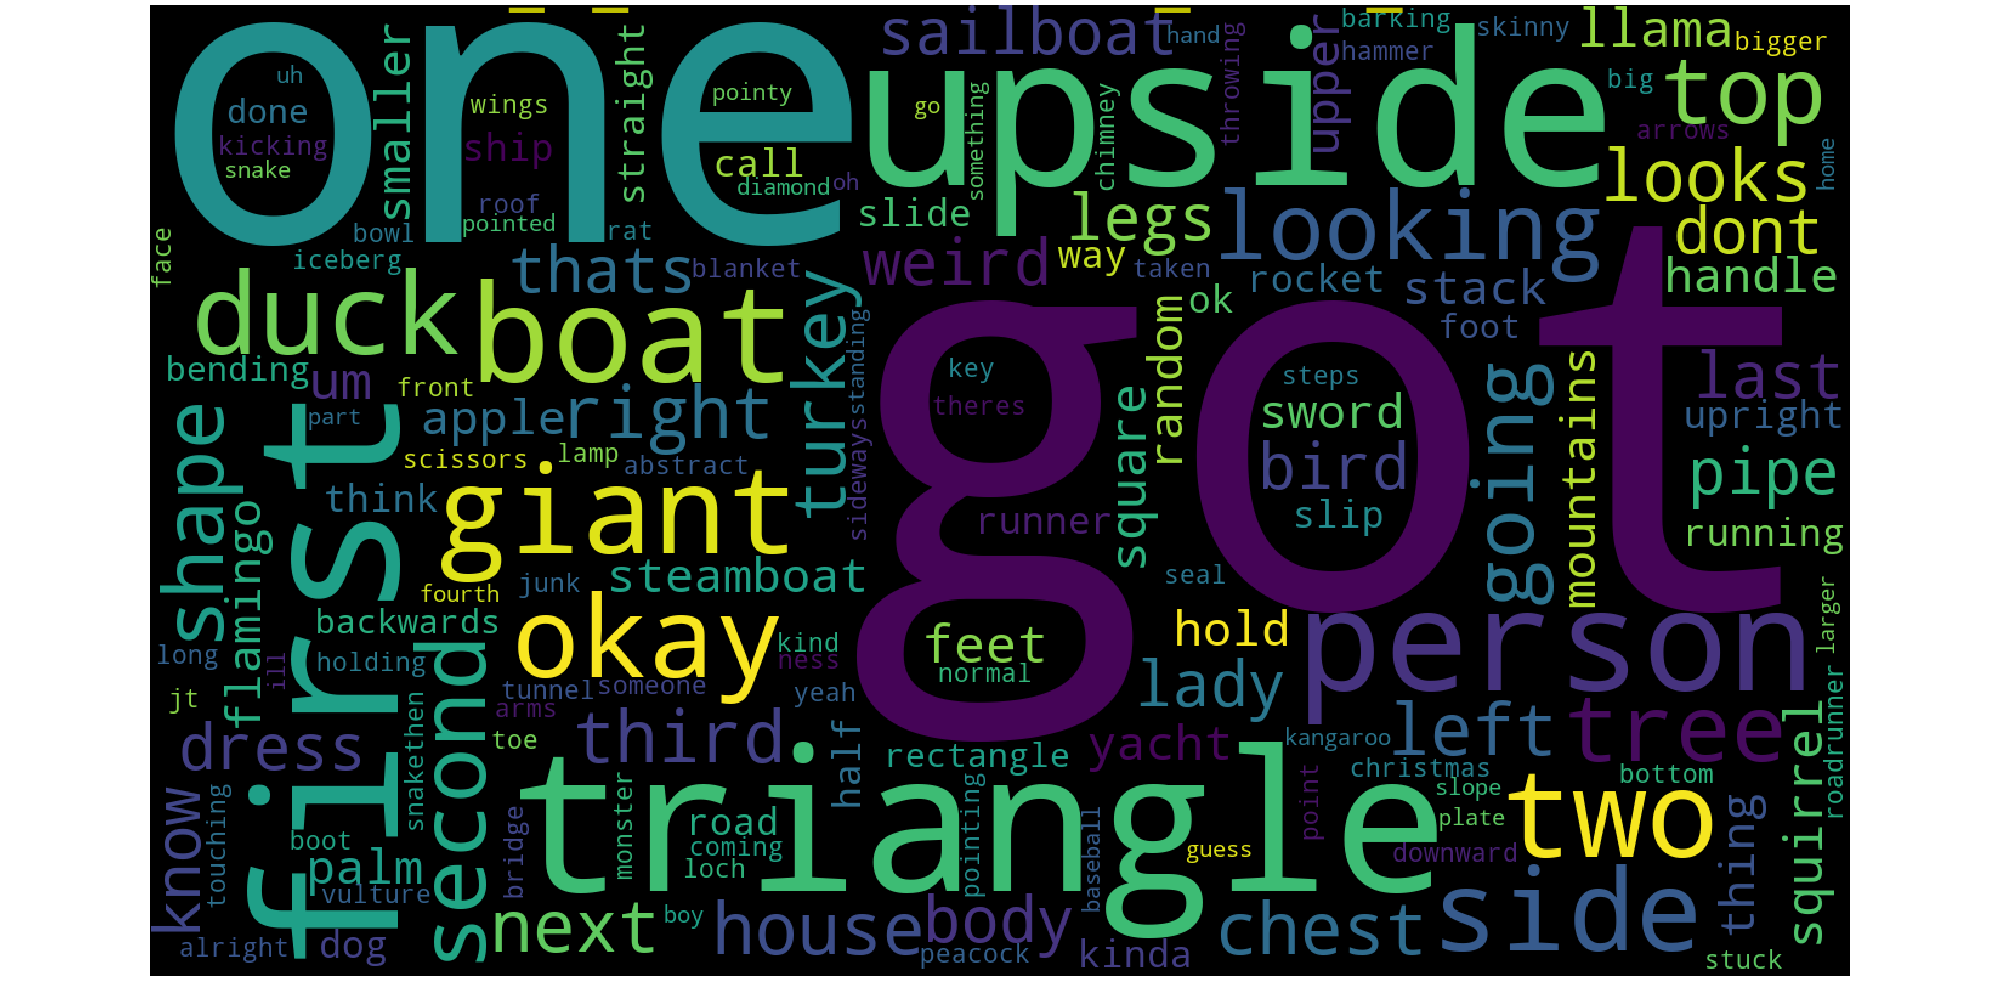 one
upside
got
triangle
first
person
boat
duck
giant
okay
two
side
sailboat
hand
throwing
upper
barking
hammer
skinny
llama
bigger
big
top
arrows
home
looks
dont
looking
handle
uh
done
kicking
snake
smaller
wings
ship
straight
pointy
call
diamond
oh
go
something
chimney
roof
pointed
rat
bowl
iceberg
face
thats
blanket
slide
legs
weird
way
taken
ok
rocket
stack
foot
turkey
sidewaysstanding
random
bending
um
front
part
apple
right
key
theres
steps
sword
bird
slip
going
mountains
last
upright
pipe
running
shape
flamingo
scissors
lamp
abstract
think
runner
square
steamboat
junk
fourth
backwards
seal
hold
feet
normal
kind
ness
larger
long
ill
holding
jt
second
snakethen
tunnel
someone
arms
toe
yeah
lady
third
half
rectangle
yacht
kangaroo
left
tree
squirrel
roadrunner
dress
christmas
bottom
slope
plate
know
touching
boot
palm
vulture
bridge
monster
road
coming
loch
pointing
baseball
guess
point
downward
thing
next
boy
house
body
peacock
kinda
chest
alright
dog
stuck